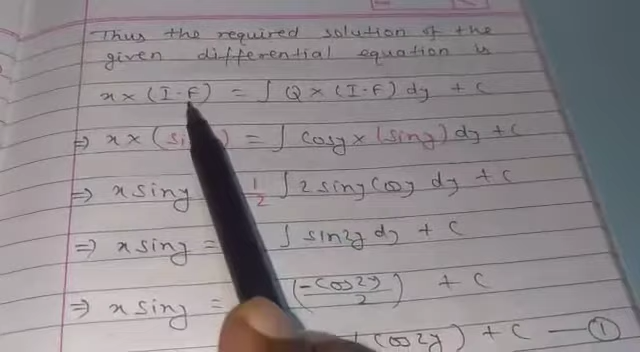 Thus the required solution of the
given differential equation is
x × (I·F) = ∫ Q × (I·F) dy + C
⇒ x × (si ) = ∫ Cosy × (siny) dy + C
⇒ x siny 1/2 ∫ 2 siny Cosy dy + C
⇒ x siny = ∫ sin2y dy + C
⇒ x siny = (-Cos2y/2) + C
+ Cos2y) + C — ①